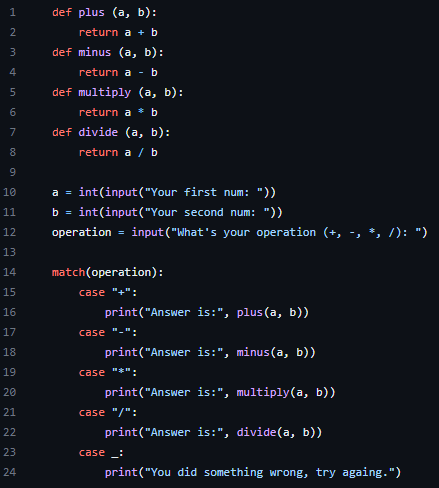 1 def plus (a, b):
2 return a + b
3 def minus (a, b):
4 return a - b
5 def multiply (a, b):
6 return a * b
7 def divide (a, b):
8 return a / b
9
10 a = int(input("Your first num: "))
11 b = int(input("Your second num: "))
12 operation = input("What's your operation (+, -, *, /): ")
13
14 match(operation):
15 case "+":
16 print("Answer is:", plus(a, b))
17 case "-":
18 print("Answer is:", minus(a, b))
19 case "*":
20 print("Answer is:", multiply(a, b))
21 case "/":
22 print("Answer is:", divide(a, b))
23 case _:
24 print("You did something wrong, try againg.")